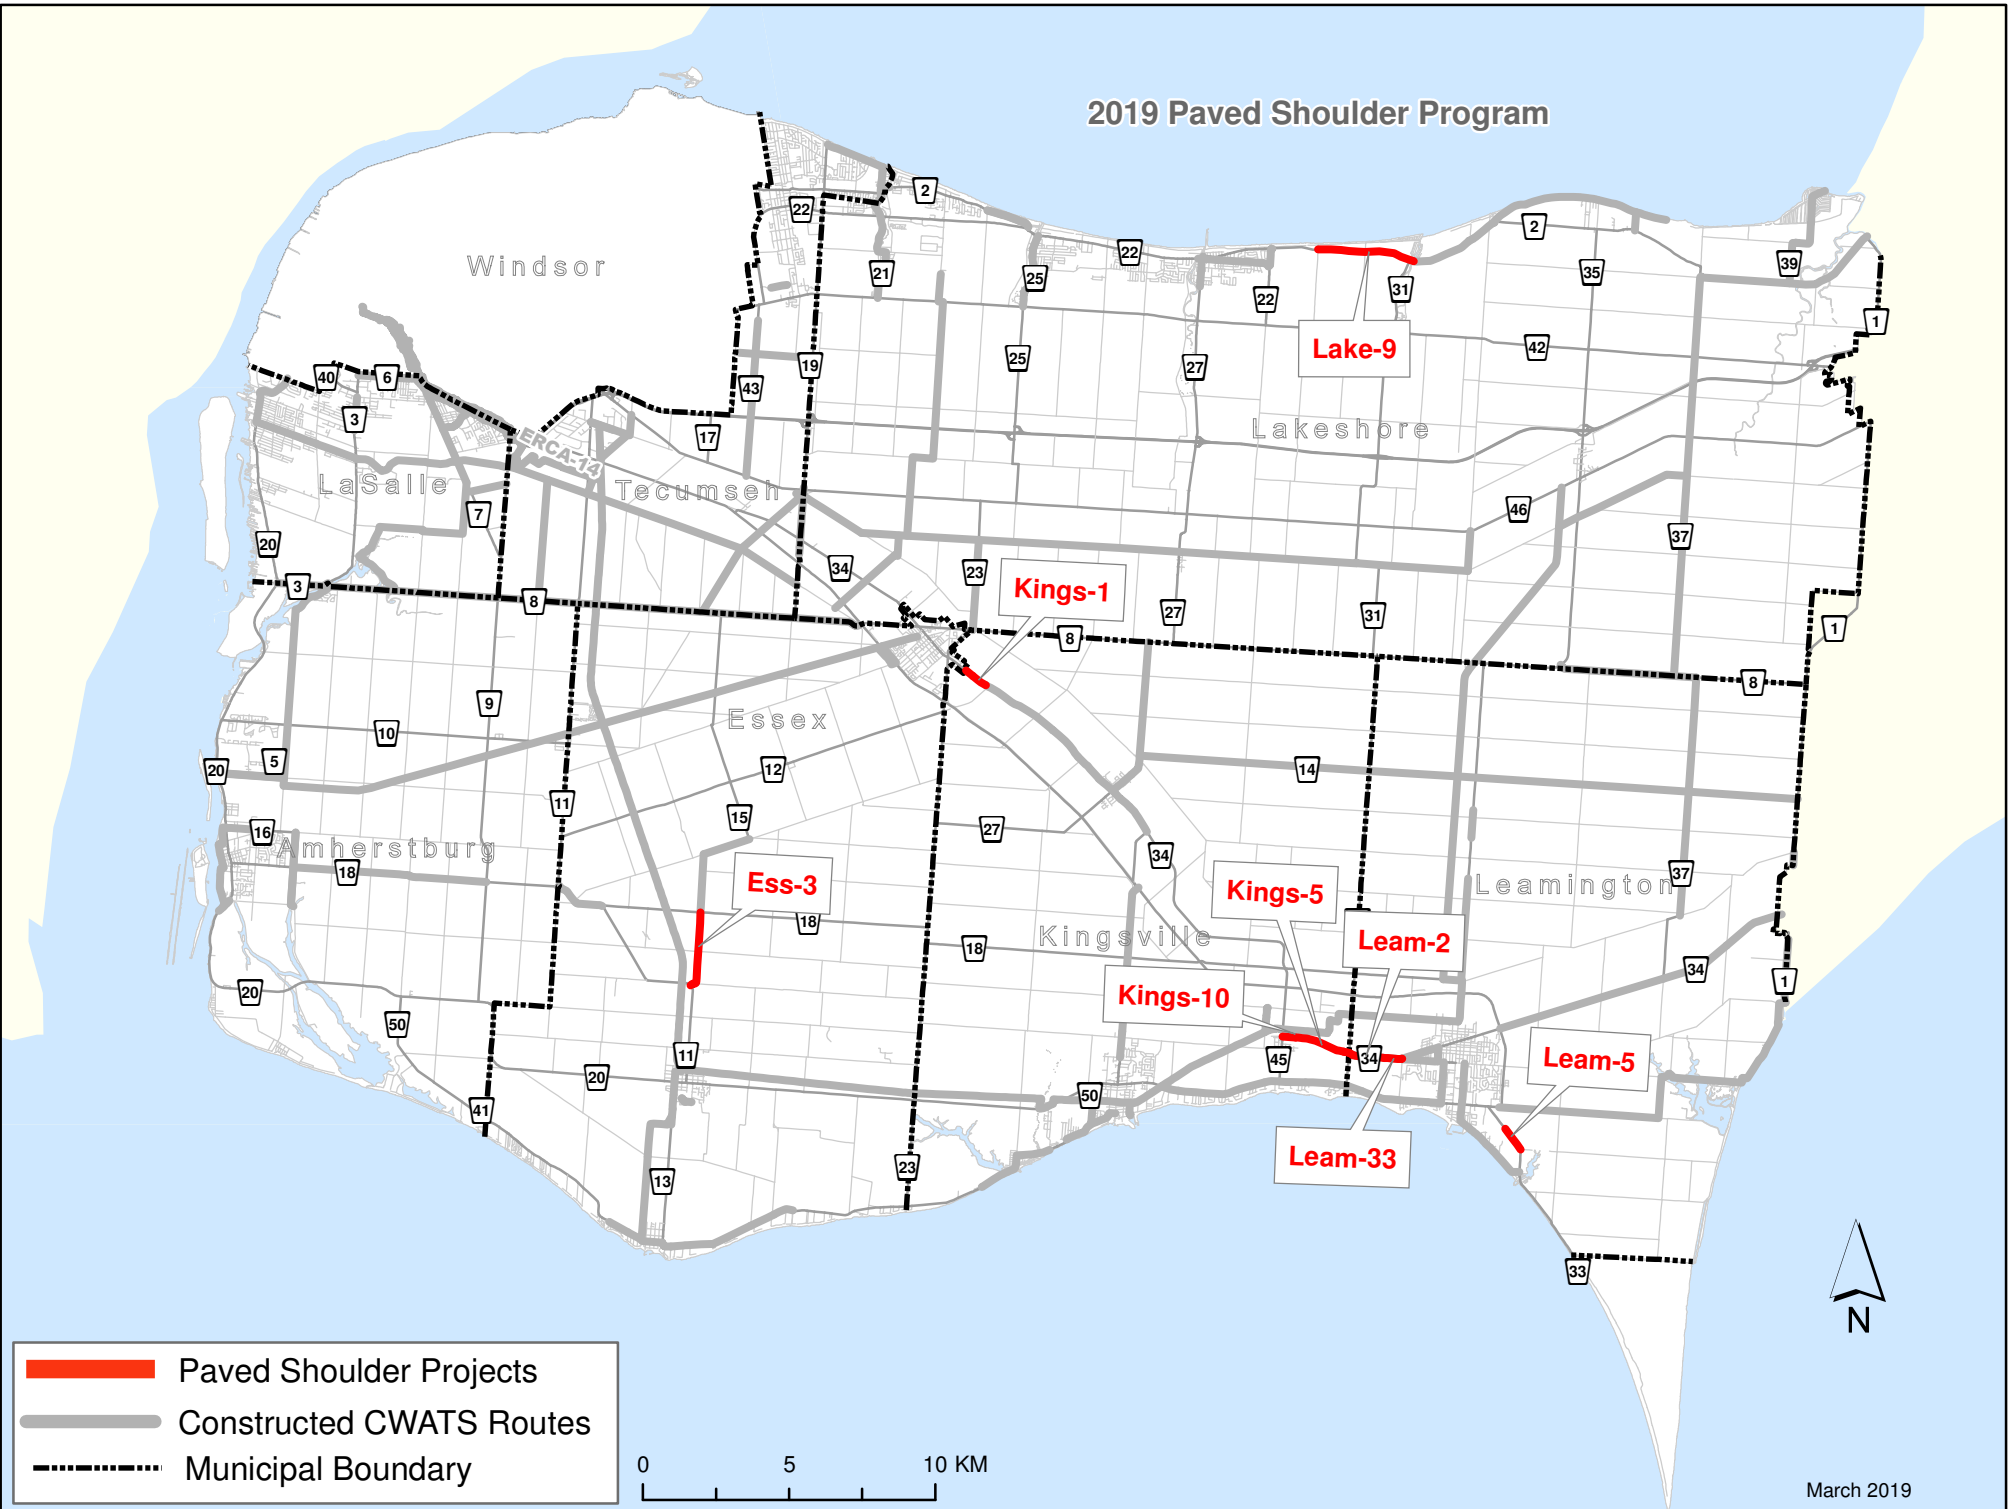 2019 Paved Shoulder Program
2
22
2
22
21
25
22
35
39
1
Windsor
31
Lake-9
42
40
6
19
25
27
43
3
17
Lakeshore
ERCA-14
LaSalle
Tecumseh
7
46
37
20
34
23
3
8
Kings-1
27
31
8
1
9
8
Essex
10
5
20
12
14
11
15
16
27
Amherstburg
18
34
37
Ess-3
Kings-5
Leamington
18
Kingsville
18
Leam-2
34
20
Kings-10
1
50
11
45
34
Leam-5
20
50
41
Leam-33
23
13
33
N
Paved Shoulder Projects
Constructed CWATS Routes
Municipal Boundary
0 5 10 KM
March 2019